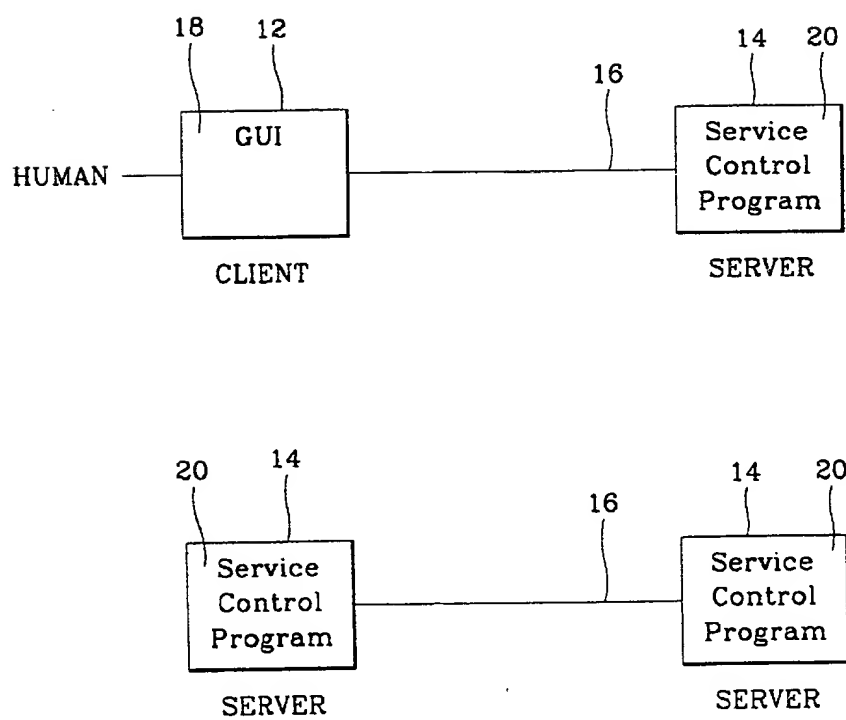 18 12 14 20
16
HUMAN
GUI
Service
Control
Program
CLIENT
SERVER
20 14 14 20
16
Service
Control
Program
Service
Control
Program
SERVER
SERVER